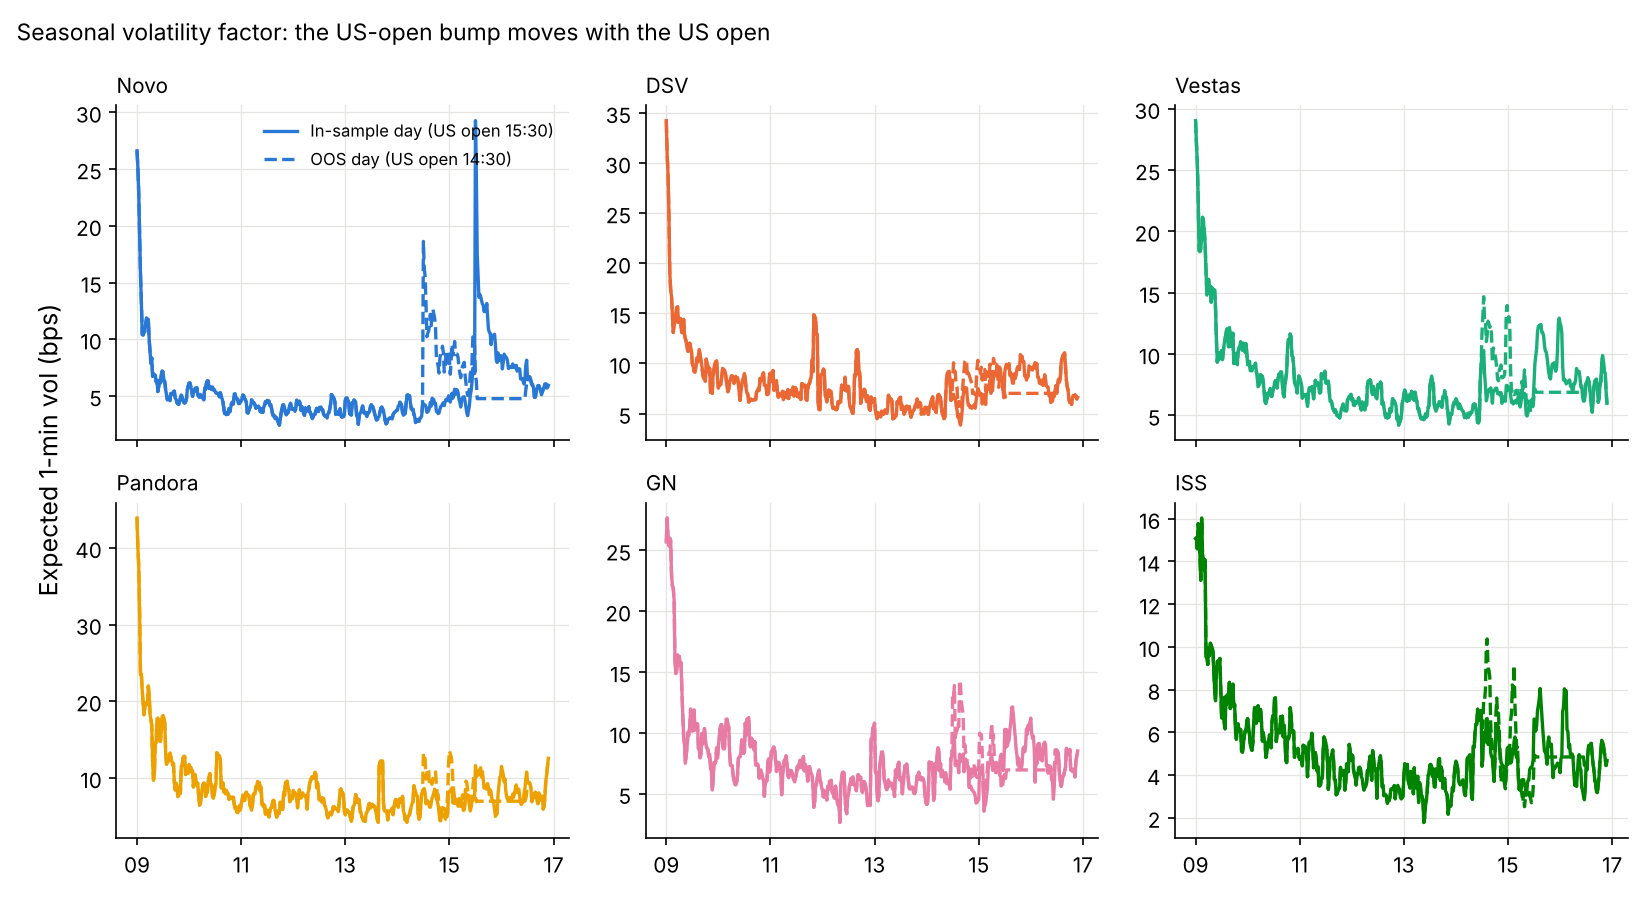 Seasonal volatility factor: the US-open bump moves with the US open
Novo
DSV
Vestas
In-sample day (US open 15:30)
OOS day (US open 14:30)
30
25
20
15
10
5
35
30
25
20
15
10
5
30
25
20
15
10
5
Expected 1-min vol (bps)
Pandora
GN
ISS
40
30
20
10
25
20
15
10
5
16
14
12
10
8
6
4
2
09 11 13 15 17
09 11 13 15 17
09 11 13 15 17